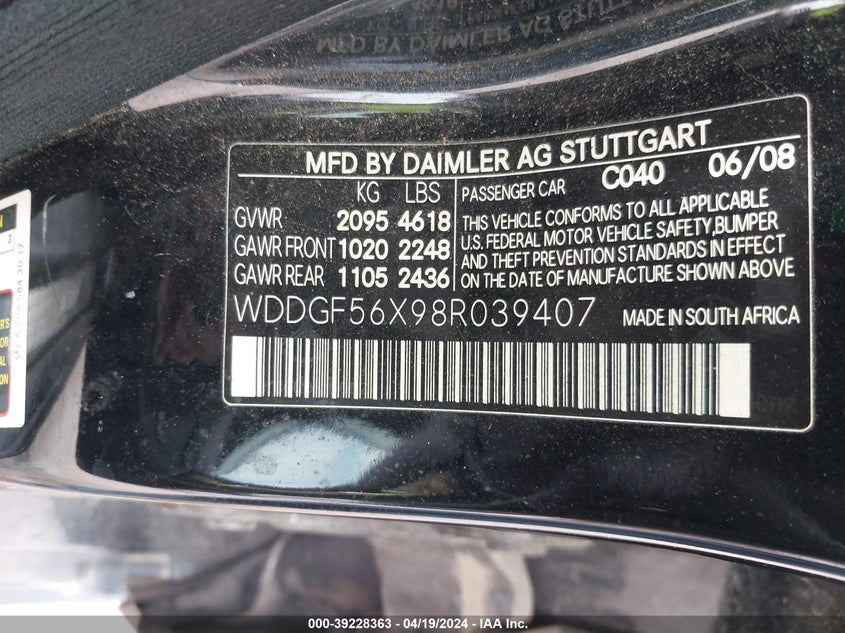 MFD BY DAIMLER AG STUTTGART
C040 06/08
KG LBS
GVWR 2095 4618
GAWR FRONT 1020 2248
GAWR REAR 1105 2436
PASSENGER CAR
THIS VEHICLE CONFORMS TO ALL APPLICABLE
U.S. FEDERAL MOTOR VEHICLE SAFETY, BUMPER
AND THEFT PREVENTION STANDARDS IN EFFECT
ON THE DATE OF MANUFACTURE SHOWN ABOVE
WDDGF56X98R039407 MADE IN SOUTH AFRICA
000-39228363 - 04/19/2024 - IAA Inc.